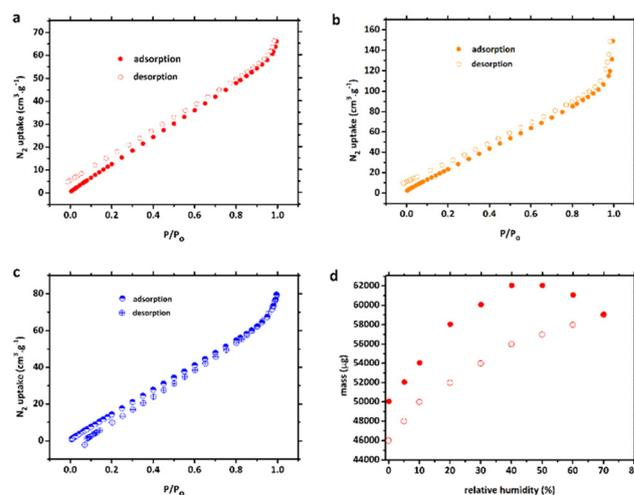 a
70
60
50
40
30
20
10
0
N2 uptake (cm3·g-1)
adsorption
desorption
0.0 0.2 0.4 0.6 0.8 1.0
P/Po
b
160
140
120
100
80
60
40
20
0
N2 uptake (cm3·g-1)
adsorption
desorption
0.0 0.2 0.4 0.6 0.8 1.0
P/Po
c
80
60
40
20
0
N2 uptake (cm3·g-1)
adsorption
desorption
0.0 0.2 0.4 0.6 0.8 1.0
P/Po
d
62000
60000
58000
56000
54000
52000
50000
48000
46000
44000
mass (µg)
0 10 20 30 40 50 60 70 80
relative humidity (%)